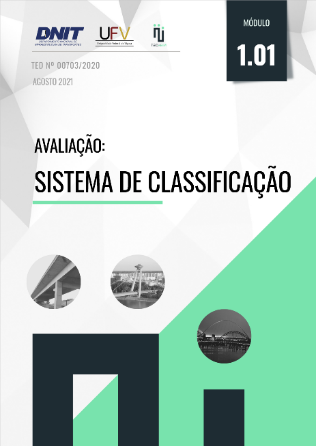 DNIT
UFV
MÓDULO
1.01
TED Nº 00703/2020
AGOSTO 2021
AVALIAÇÃO:
SISTEMA DE CLASSIFICAÇÃO